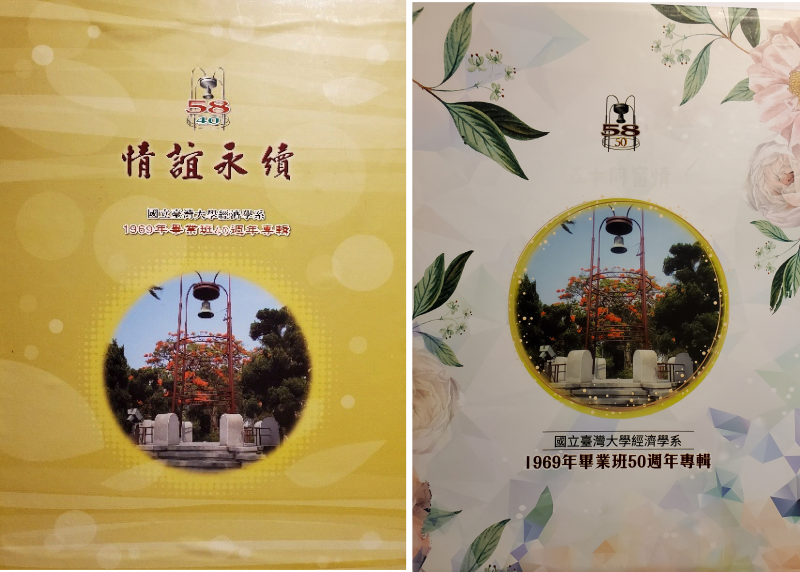 58
40
情誼永續
國立臺灣大學經濟學系
1969年畢業班40週年專輯
58
50
國立臺灣大學經濟學系
1969年畢業班50週年專輯